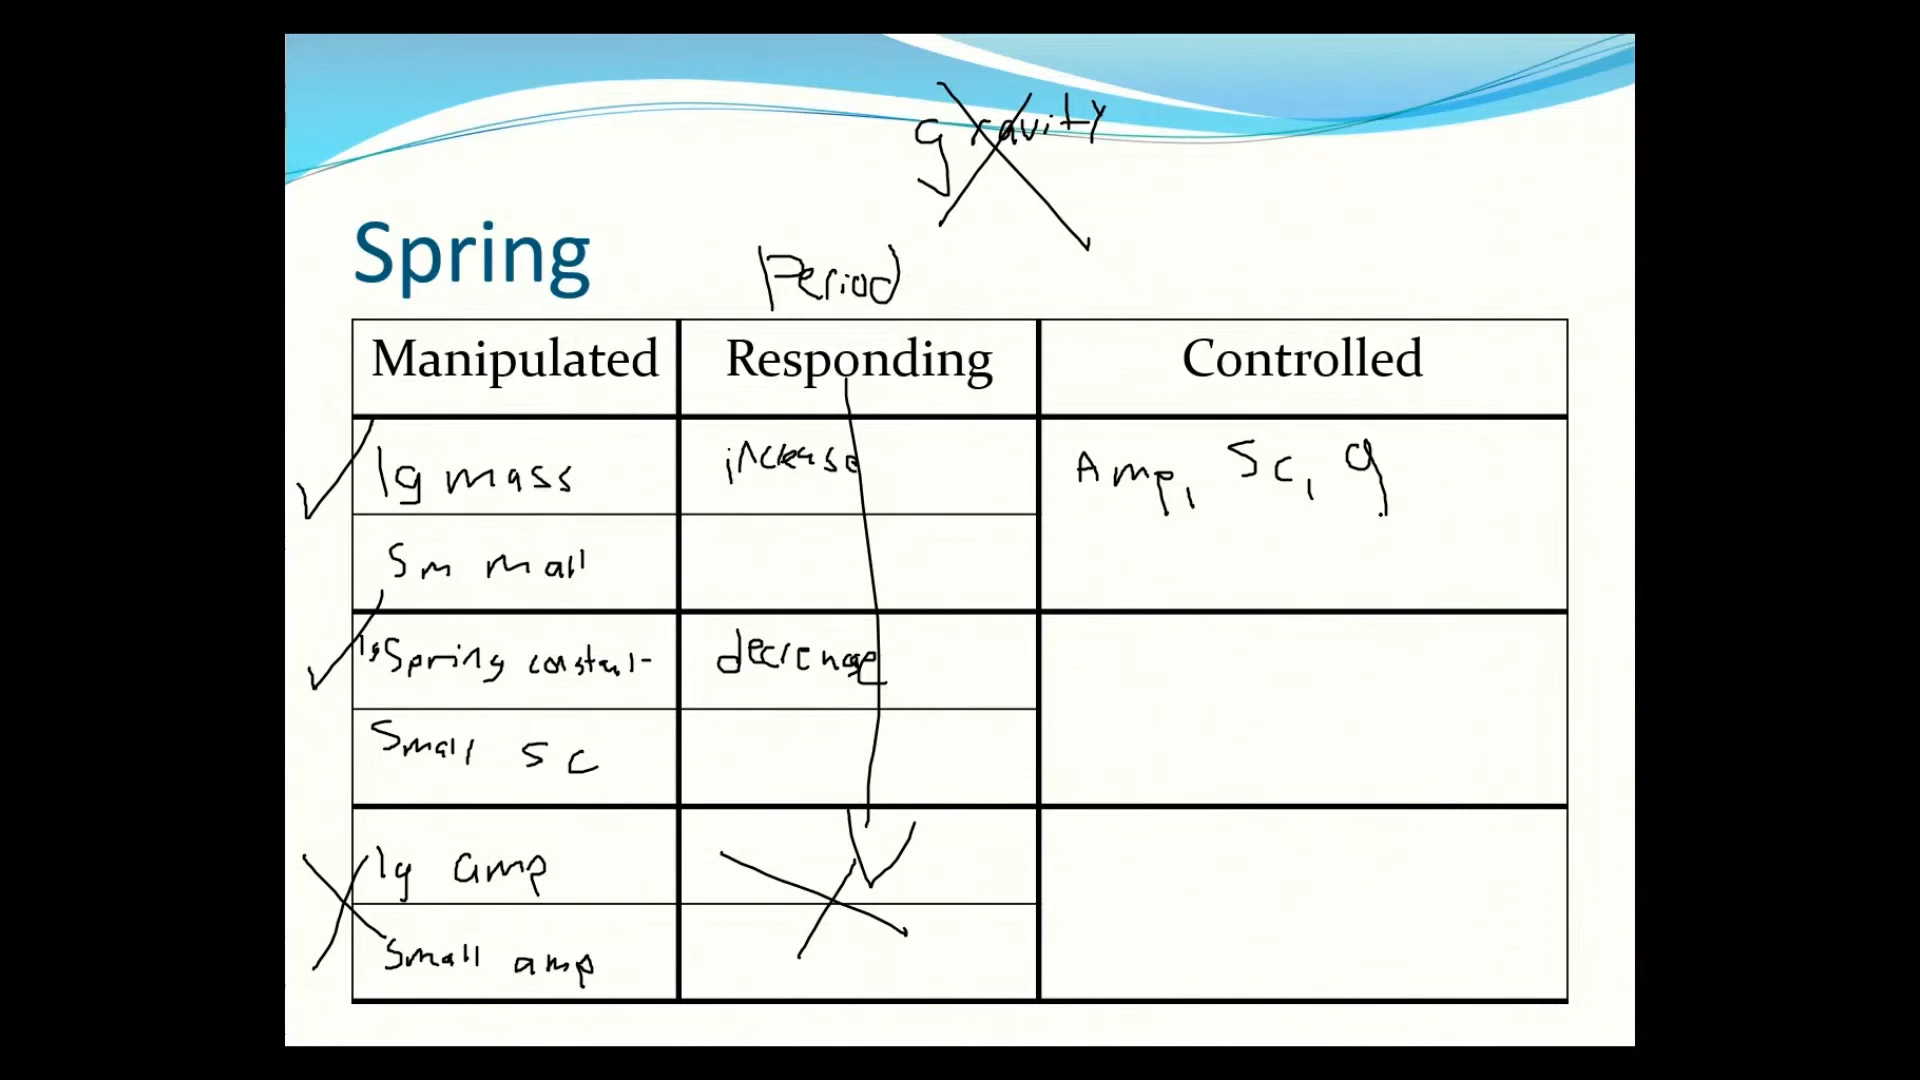 gravity
Spring
Period
Manipulated Responding Controlled
lg mass increase Amp, Sc, g
Sm mall
lg Spring constant decrease
Small sc
lg amp
Small amp